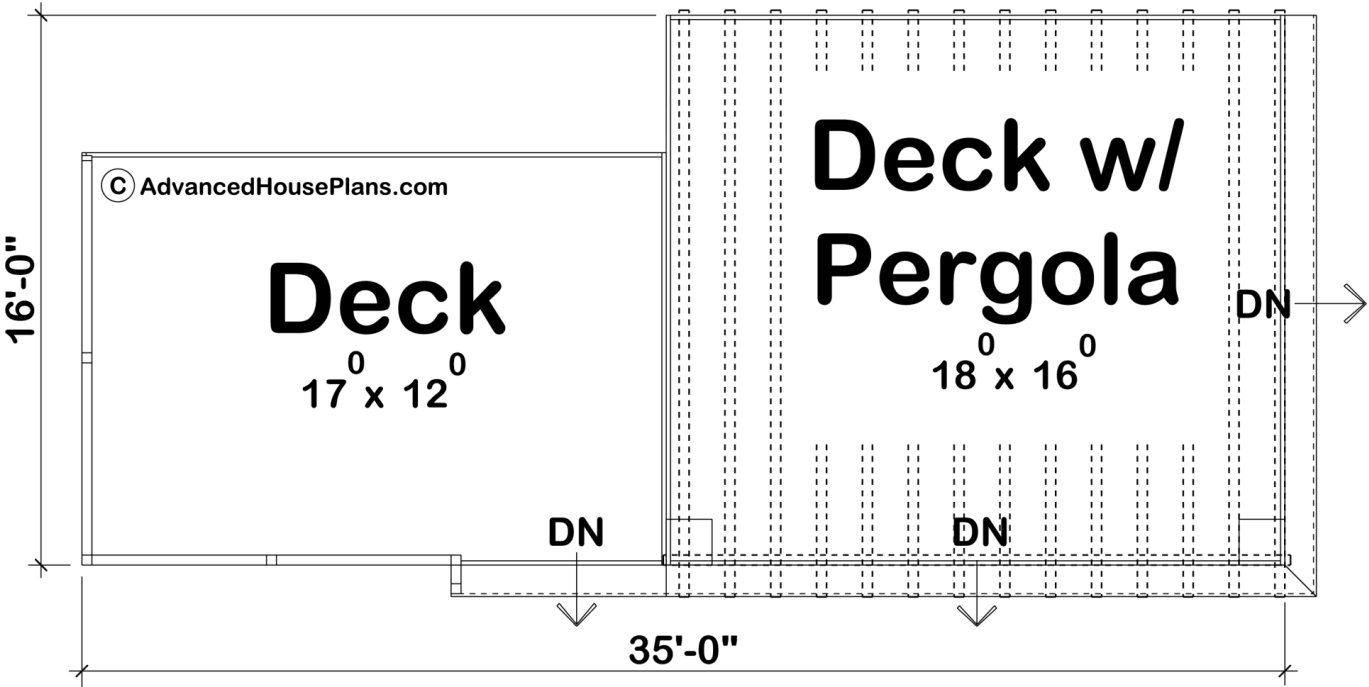 © AdvancedHousePlans.com
Deck
17⁰ x 12⁰
Deck w/
Pergola
18⁰ x 16⁰
DN
DN
DN
16'-0"
35'-0"